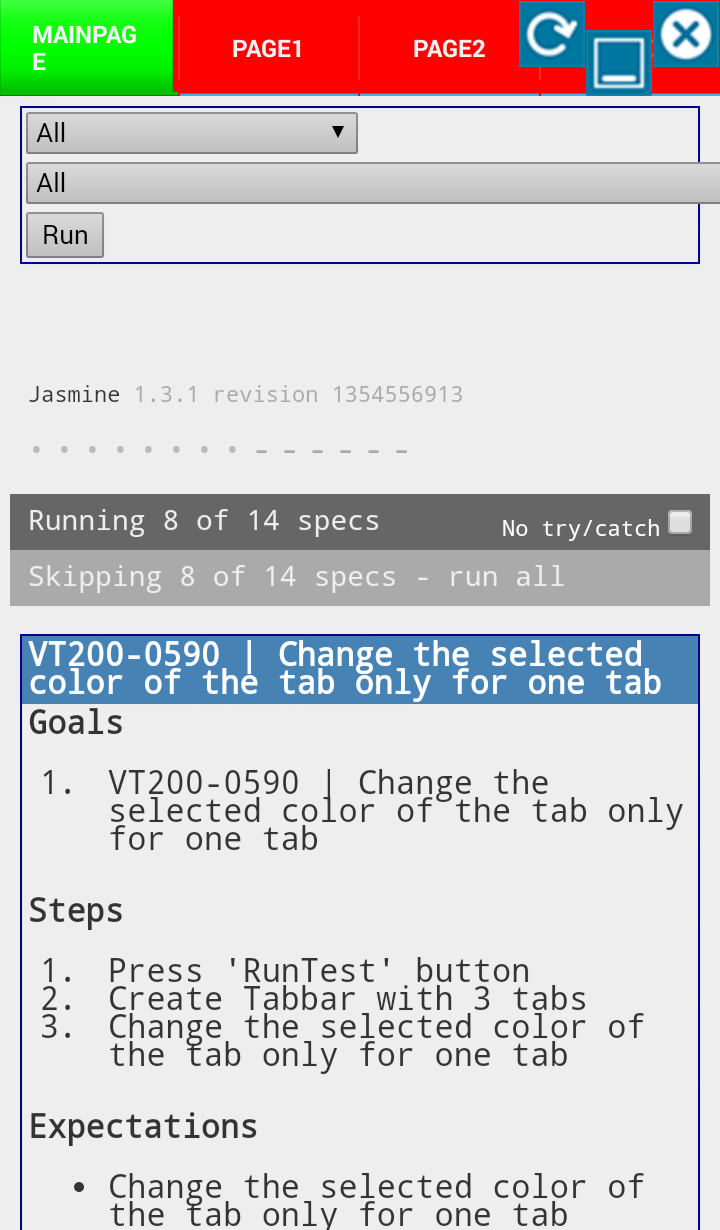 MAINPAG
E
PAGE1
PAGE2
All
All
Run
Jasmine 1.3.1 revision 1354556913
Running 8 of 14 specs
No try/catch
Skipping 8 of 14 specs - run all
VT200-0590 | Change the selected
color of the tab only for one tab
Goals
1. VT200-0590 | Change the
selected color of the tab only
for one tab
Steps
1. Press 'RunTest' button
2. Create Tabbar with 3 tabs
3. Change the selected color of
the tab only for one tab
Expectations
• Change the selected color of
the tab only for one tab